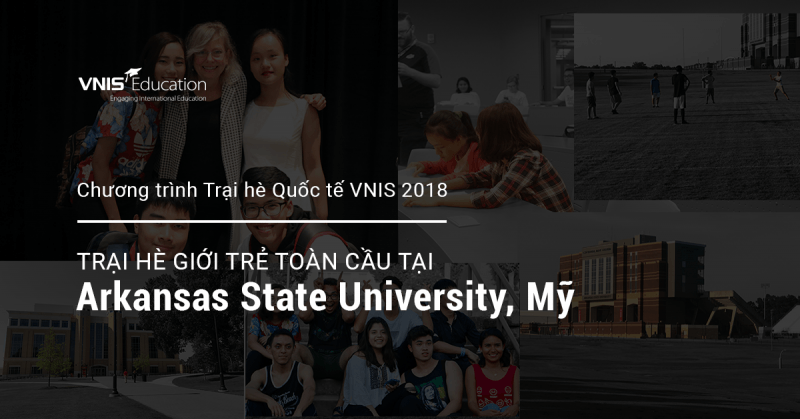 VNIS Education
Engaging International Education
Chương trình Trại hè Quốc tế VNIS 2018
TRẠI HÈ GIỚI TRẺ TOÀN CẦU TẠI
Arkansas State University, Mỹ